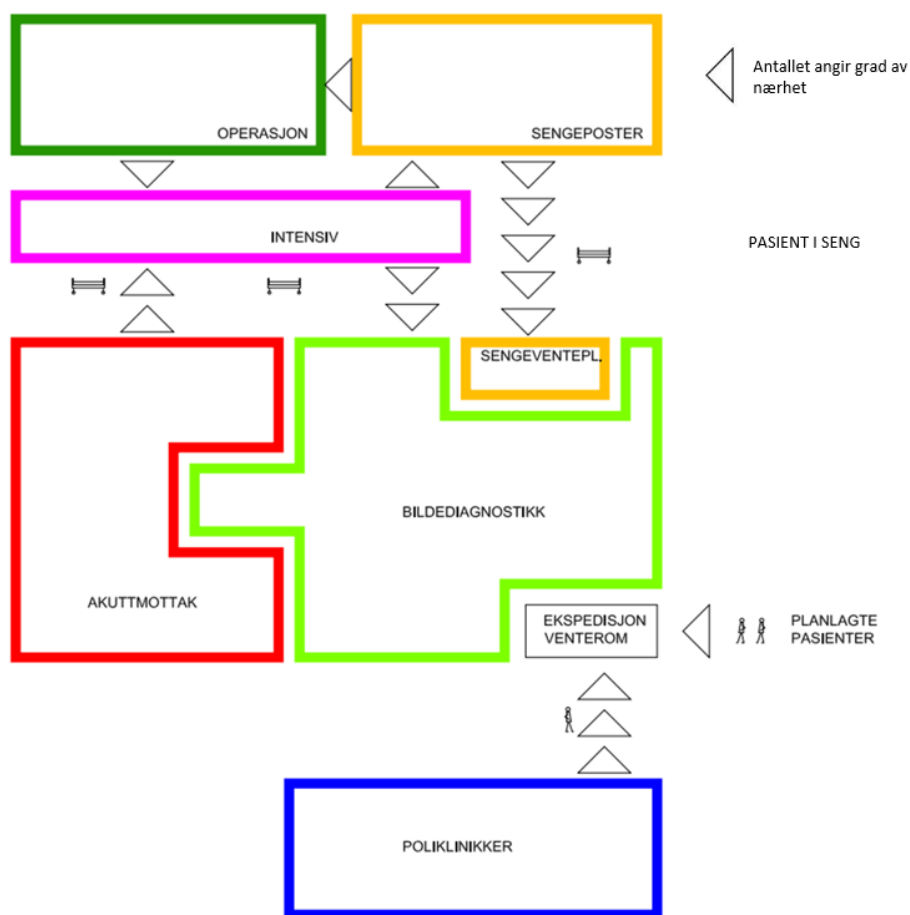 Antallet angir grad av
nærhet
OPERASJON
SENGEPOSTER
INTENSIV
PASIENT I SENG
SENGEVENTEPL.
BILDEDIAGNOSTIKK
AKUTTMOTTAK
EKSPEDISJON
VENTEROM
PLANLAGTE
PASIENTER
POLIKLINIKKER